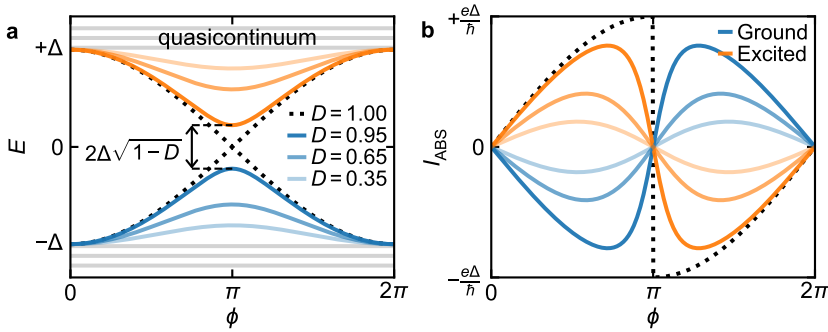 a
quasicontinuum
+Δ
0
−Δ
E
2Δ√1−D
D = 1.00
D = 0.95
D = 0.65
D = 0.35
0
π
2π
ϕ
b
+eΔ/ħ
0
−eΔ/ħ
I_ABS
Ground
Excited
0
π
2π
ϕ